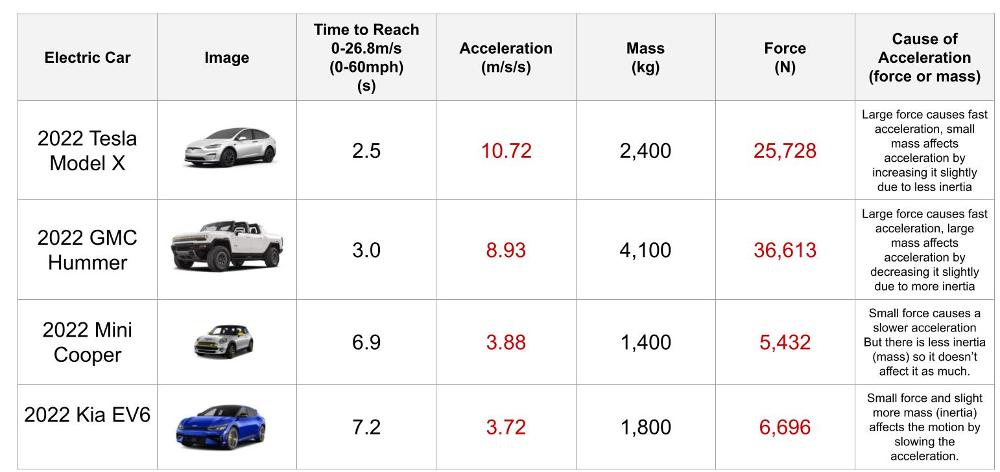 Electric Car
Image
Time to Reach
0-26.8m/s
(0-60mph)
(s)
Acceleration
(m/s/s)
Mass
(kg)
Force
(N)
Cause of
Acceleration
(force or mass)
2022 Tesla
Model X
2.5
10.72
2,400
25,728
Large force causes fast
acceleration, small
mass affects
acceleration by
increasing it slightly
due to less inertia
2022 GMC
Hummer
3.0
8.93
4,100
36,613
Large force causes fast
acceleration, large
mass affects
acceleration by
decreasing it slightly
due to more inertia
2022 Mini
Cooper
6.9
3.88
1,400
5,432
Small force causes a
slower acceleration
But there is less inertia
(mass) so it doesn't
affect it as much.
2022 Kia EV6
7.2
3.72
1,800
6,696
Small force and slight
more mass (inertia)
affects the motion by
slowing the
acceleration.